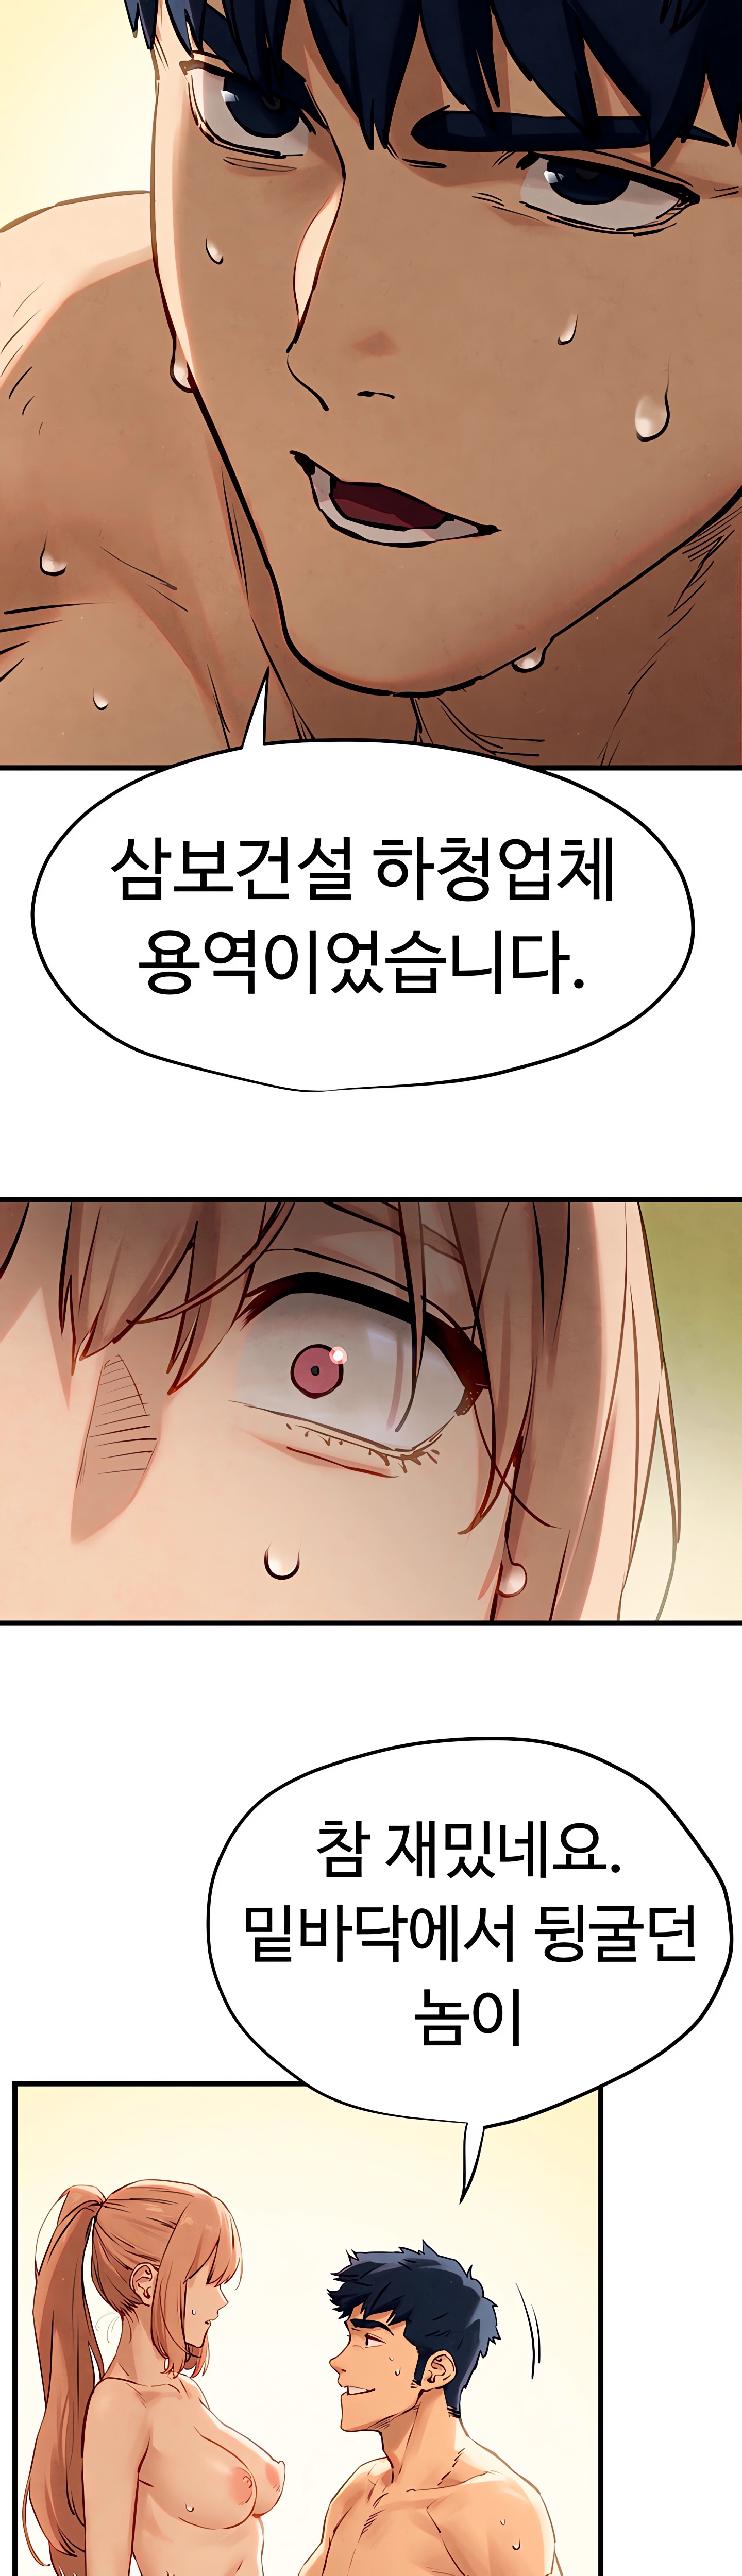 삼보건설 하청업체
용역이었습니다.
참 재밌네요.
밑바닥에서 뒹굴던
놈이